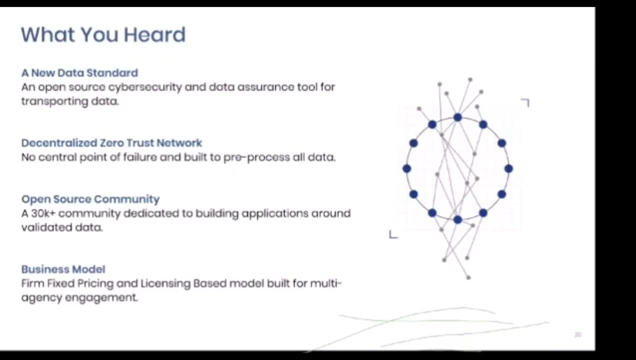 What You Heard
A New Data Standard
An open source cybersecurity and data assurance tool for
transporting data.
Decentralized Zero Trust Network
No central point of failure and built to pre-process all data.
Open Source Community
A 30k+ community dedicated to building applications around
validated data.
Business Model
Firm Fixed Pricing and Licensing Based model built for multi-
agency engagement.